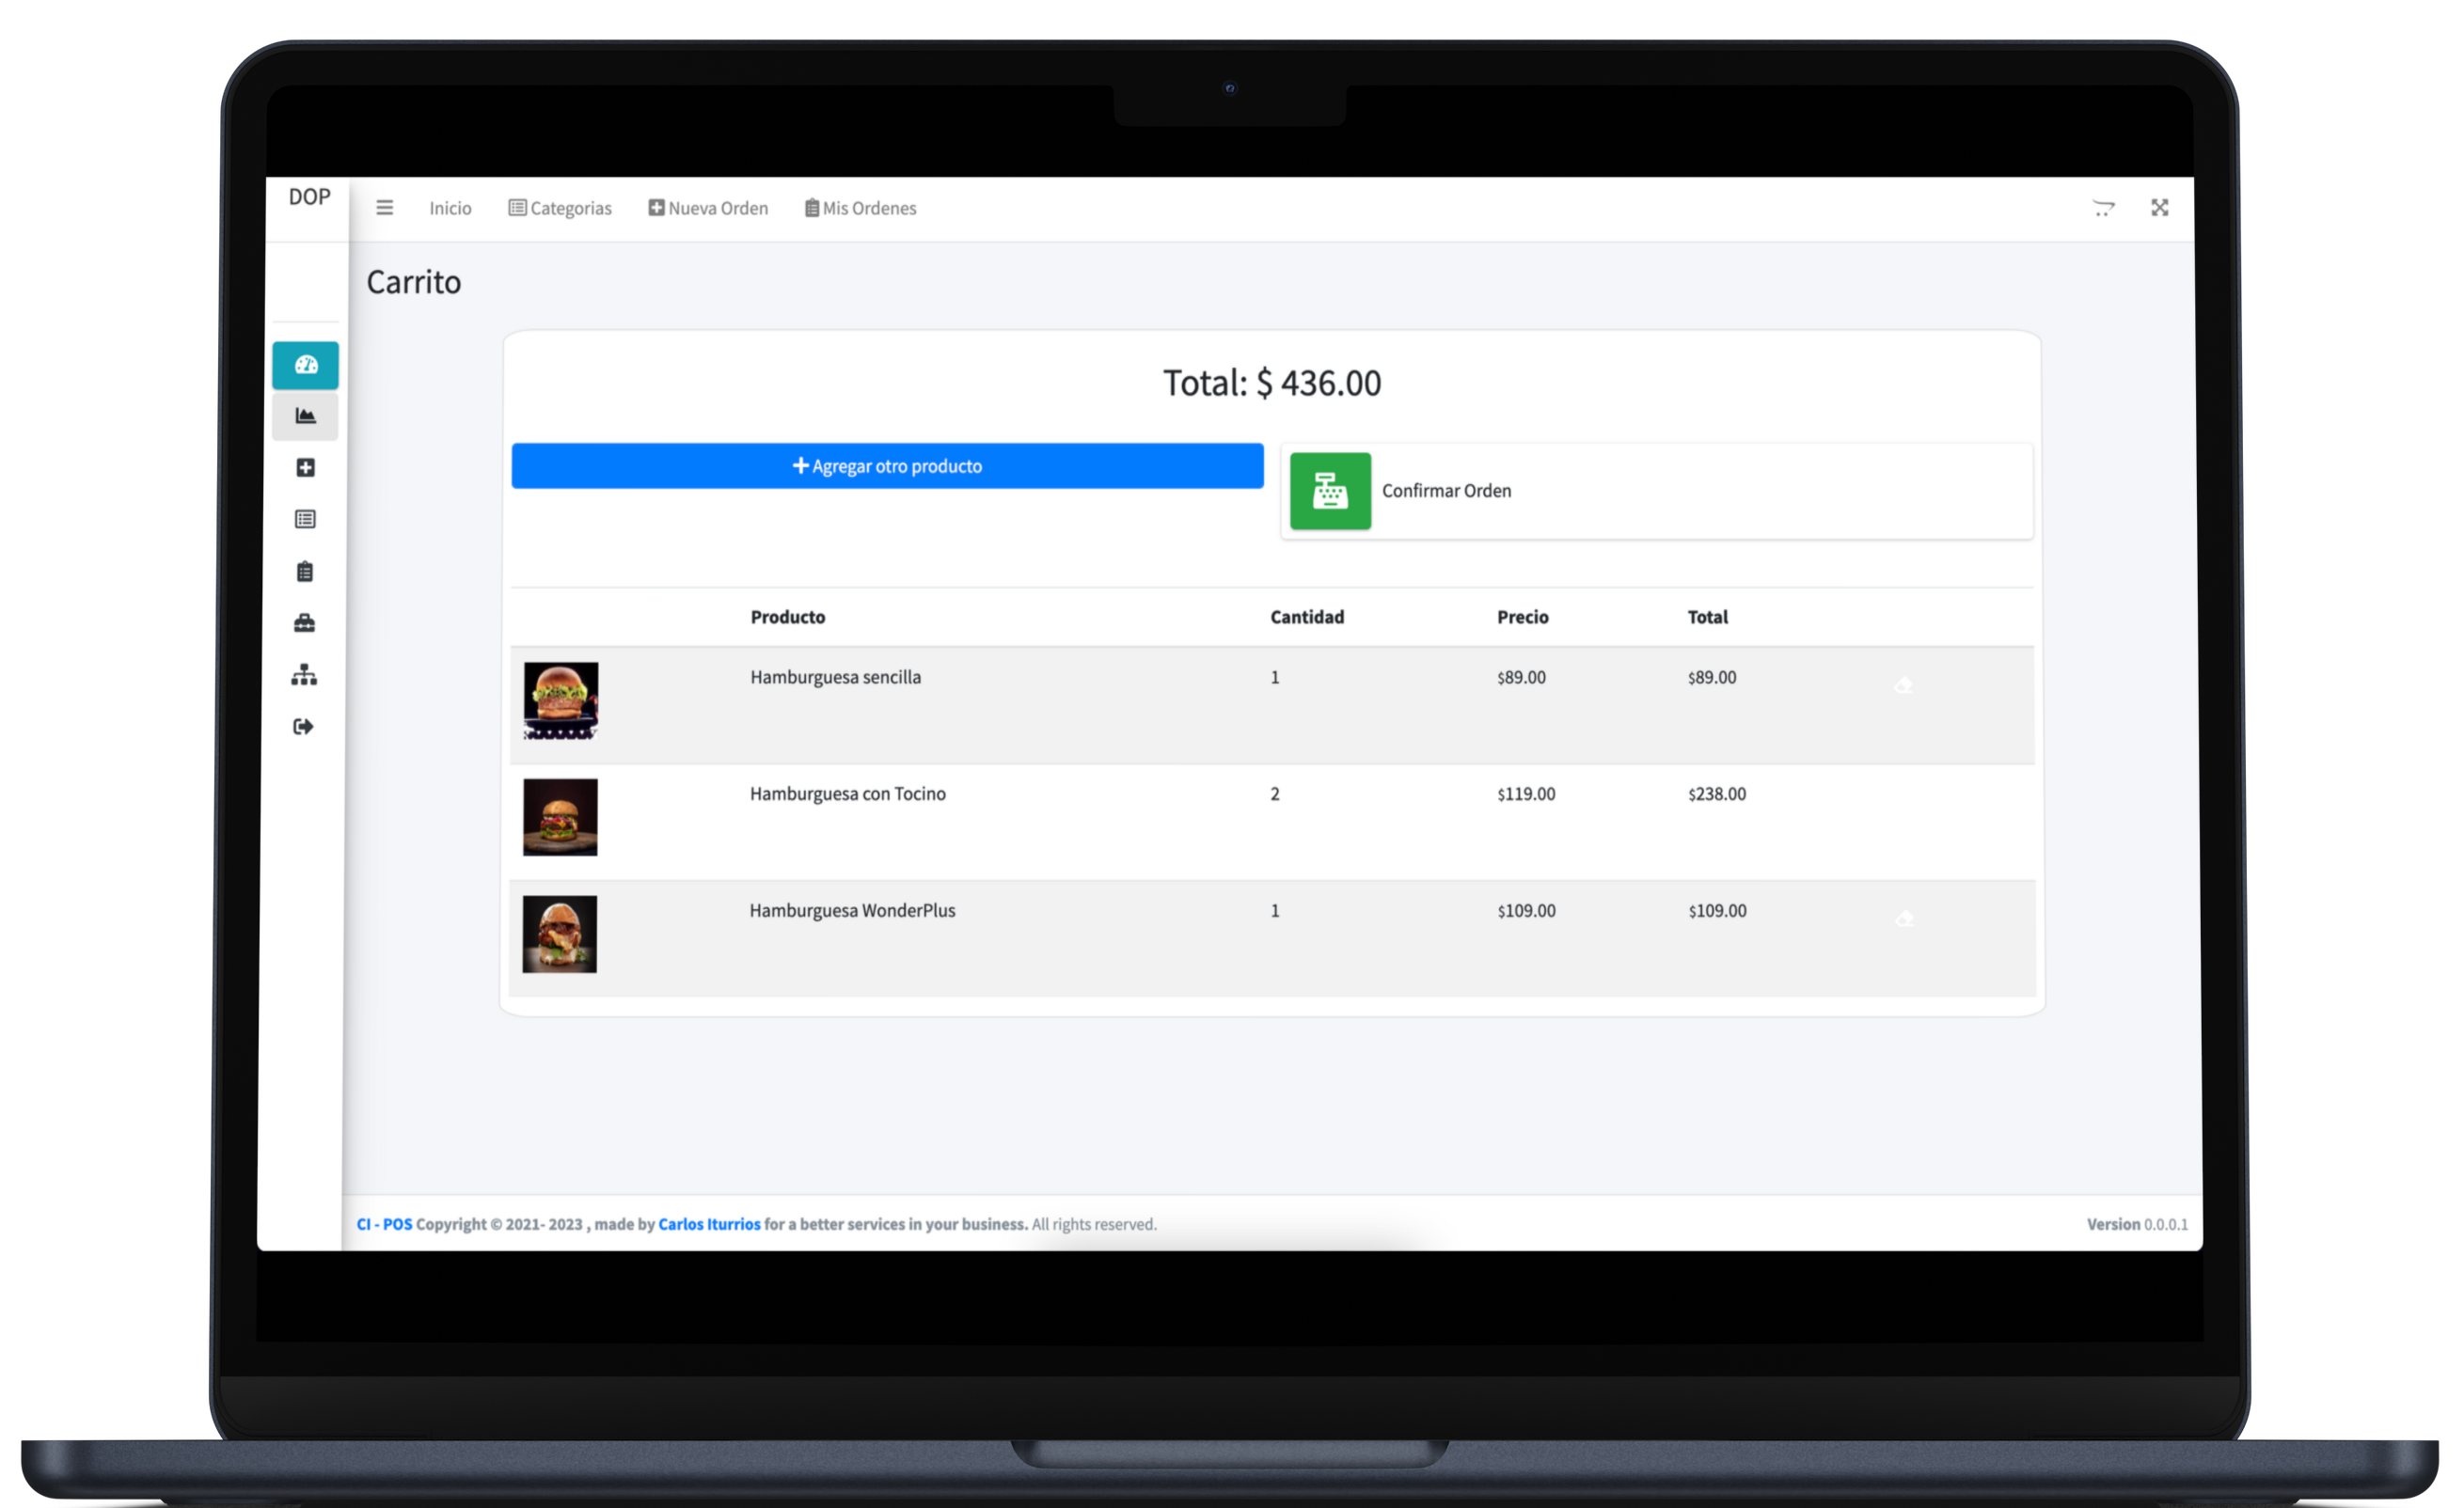 DOP
Inicio Categorias Nueva Orden Mis Ordenes
Carrito
Total: $ 436.00
Agregar otro producto
Confirmar Orden
Producto Cantidad Precio Total
Hamburguesa sencilla 1 $89.00 $89.00
Hamburguesa con Tocino 2 $119.00 $238.00
Hamburguesa WonderPlus 1 $109.00 $109.00
CI - POS Copyright © 2021- 2023 , made by Carlos Iturrios for a better services in your business. All rights reserved. Version 0.0.0.1